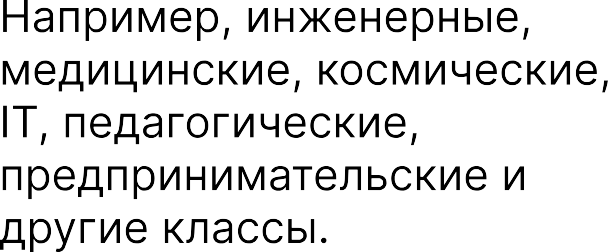 Например, инженерные,
медицинские, космические,
IT, педагогические,
предпринимательские и
другие классы.